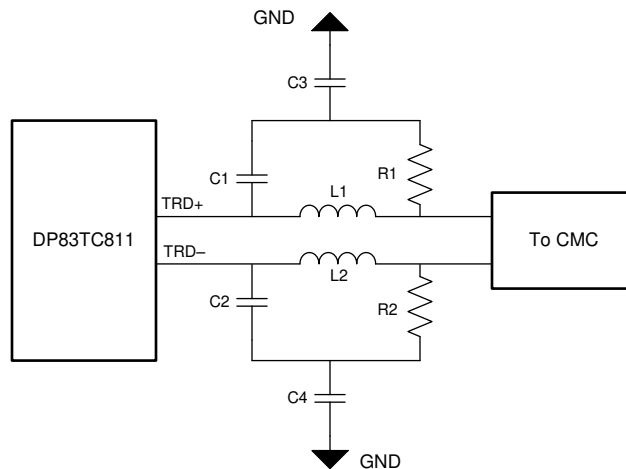 GND
C3
C1
R1
L1
TRD+
DP83TC811
To CMC
TRD–
L2
C2
R2
C4
GND